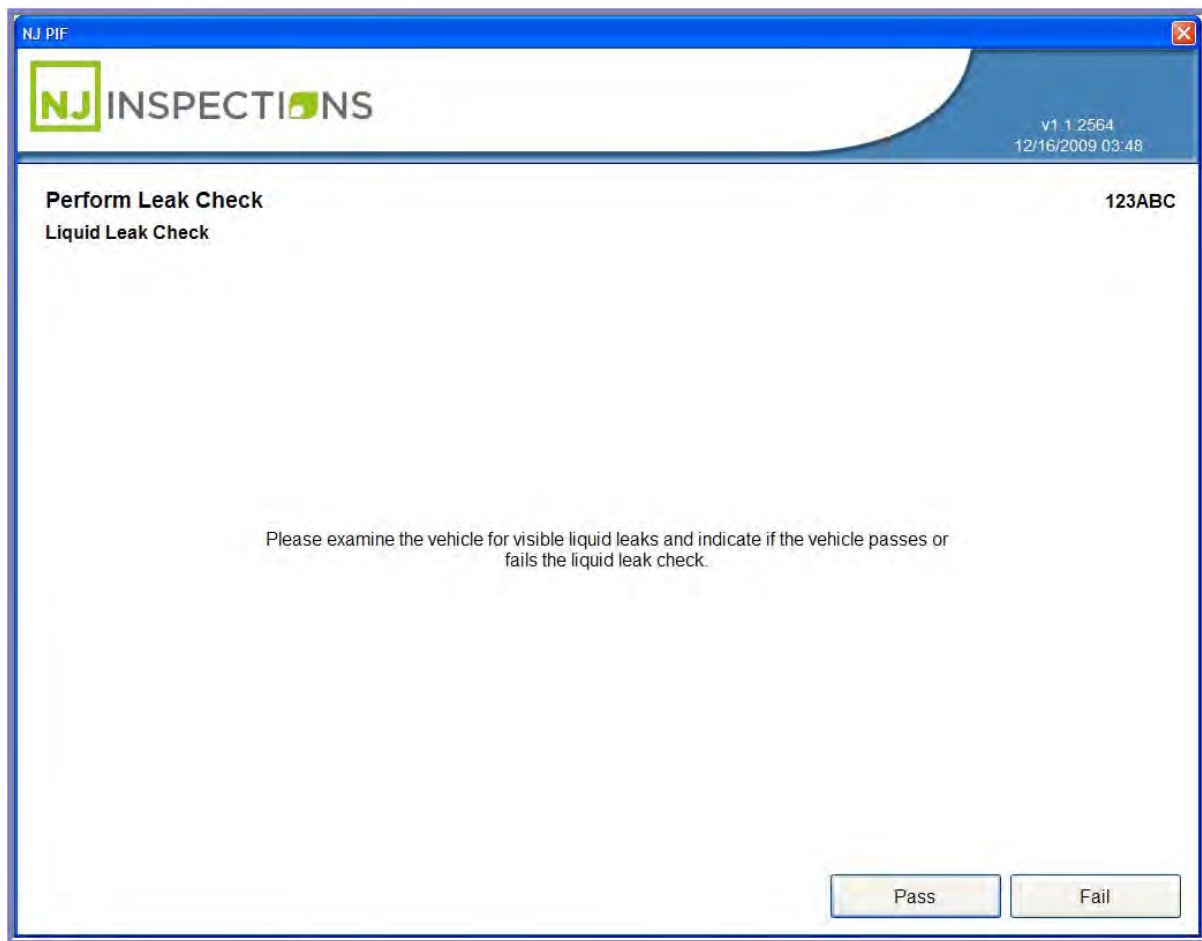 NJ PIF
NJ INSPECTIONS
v1.1.2564
12/16/2009 03:48
Perform Leak Check
123ABC
Liquid Leak Check
Please examine the vehicle for visible liquid leaks and indicate if the vehicle passes or
fails the liquid leak check.
Pass
Fail